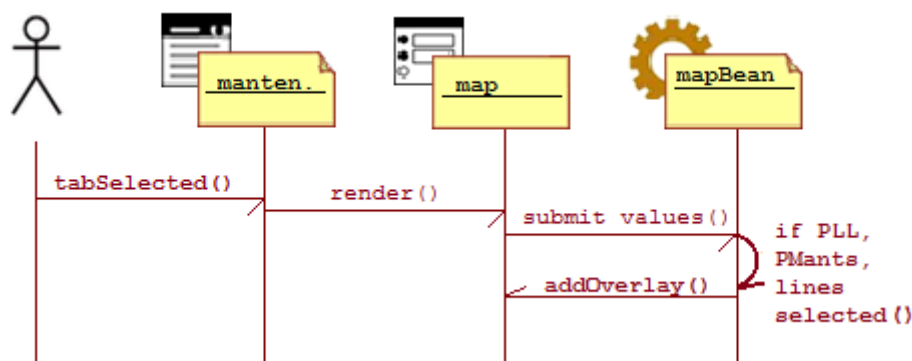 manten.
map
mapBean
tabSelected()
render()
submit values()
if PLL,
PMants,
lines
selected()
addOverlay()